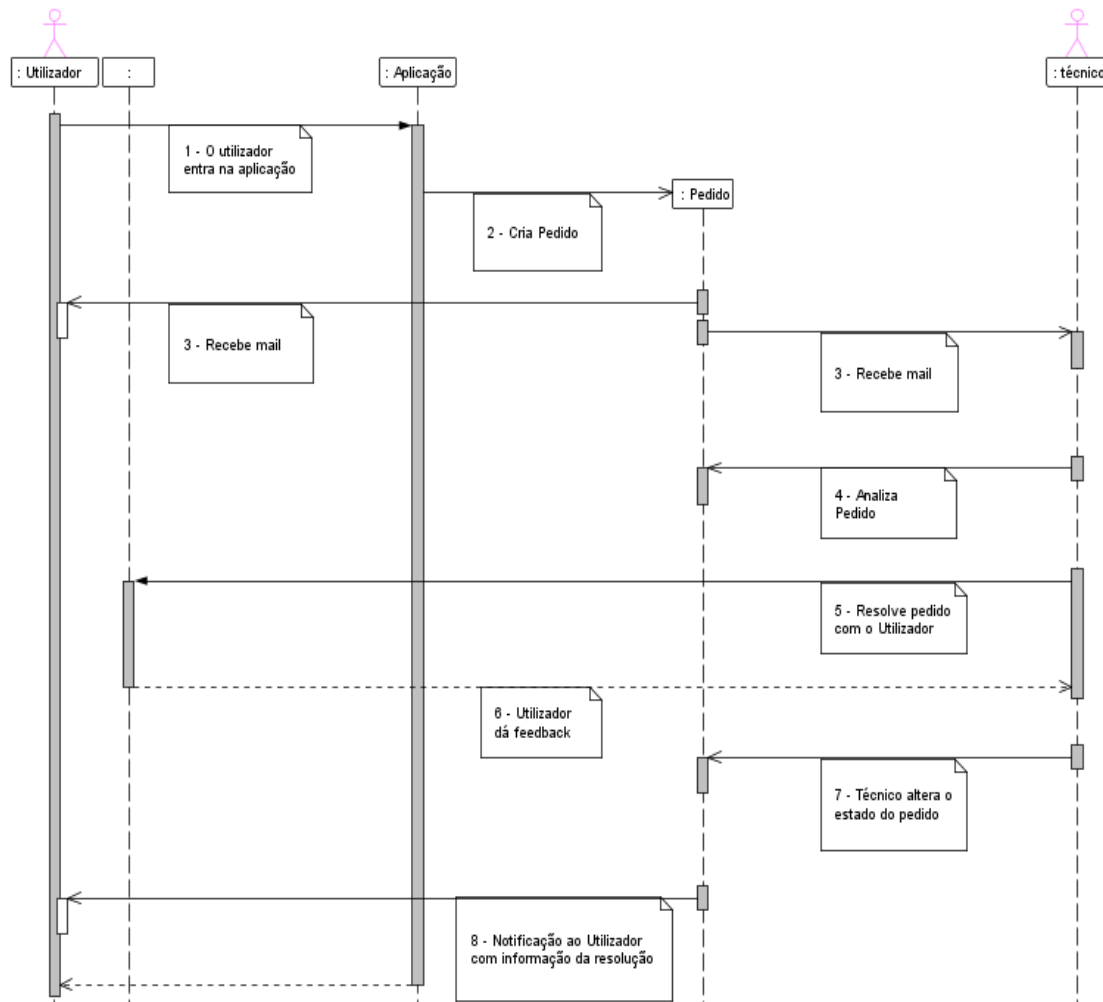 : Utilizador
:
: Aplicação
: técnico
1 - O utilizador
entra na aplicação
: Pedido
2 - Cria Pedido
3 - Recebe mail
3 - Recebe mail
4 - Analiza
Pedido
5 - Resolve pedido
com o Utilizador
6 - Utilizador
dá feedback
7 - Técnico altera o
estado do pedido
8 - Notificação ao Utilizador
com informação da resolução